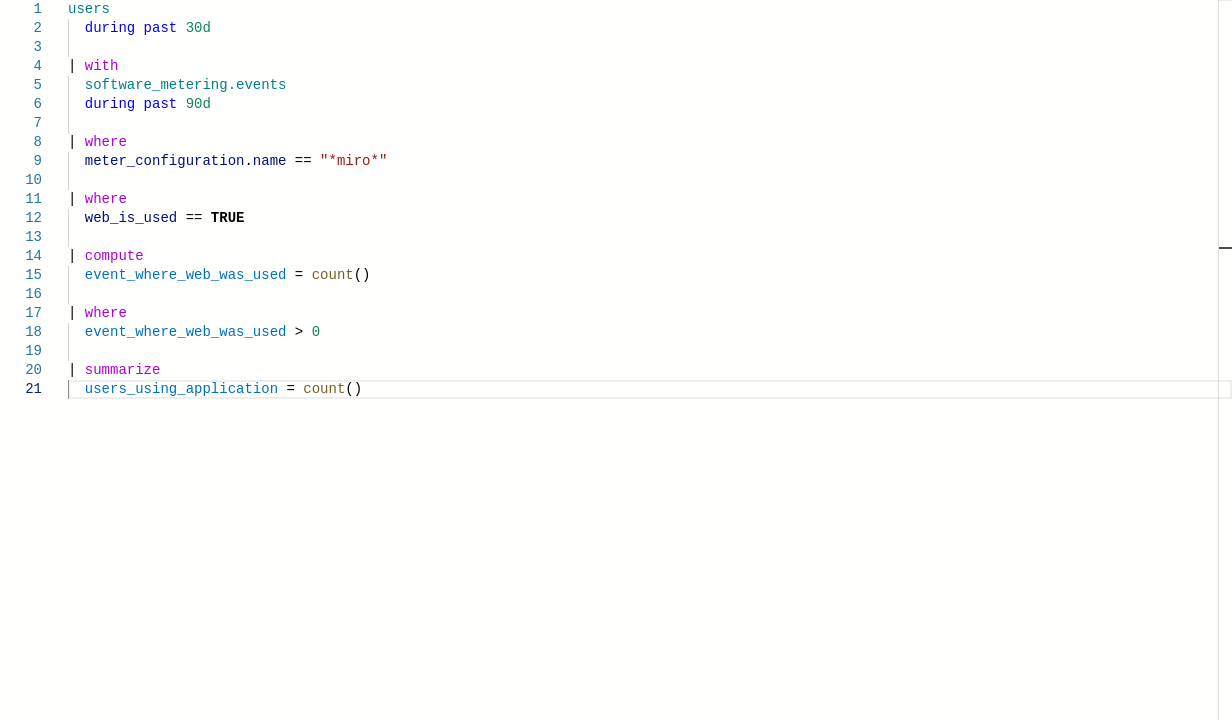 1 users
2 during past 30d
3
4 | with
5 software_metering.events
6 during past 90d
7
8 | where
9 meter_configuration.name == "*miro*"
10
11 | where
12 web_is_used == TRUE
13
14 | compute
15 event_where_web_was_used = count()
16
17 | where
18 event_where_web_was_used > 0
19
20 | summarize
21 users_using_application = count()